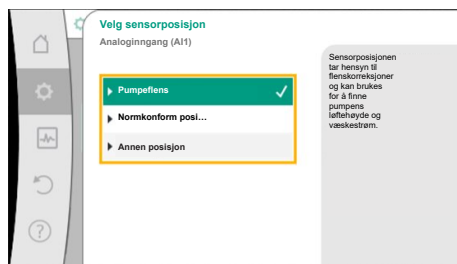 Velg sensorposisjon
Analoginngang (AI1)
Pumpeflens
Normkonform posi...
Annen posisjon
Sensorposisjonen
tar hensyn til
flenskorreksjoner
og kan brukes
for å finne
pumpens
løftehøyde og
væskestrøm.